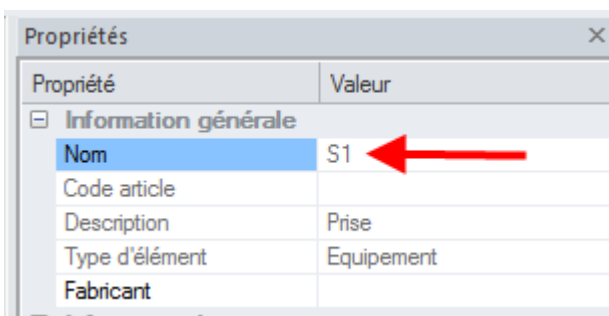 Propriétés
Propriété Valeur
Information générale
Nom S1
Code article
Description Prise
Type d'élément Equipement
Fabricant